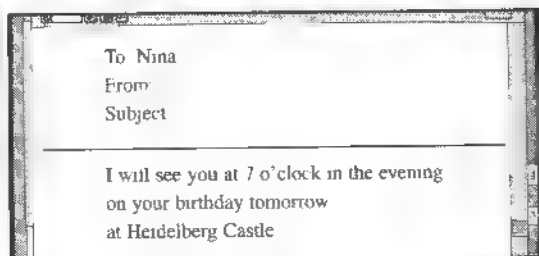 To Nina
From
Subject
I will see you at 7 o'clock in the evening
on your birthday tomorrow
at Heidelberg Castle